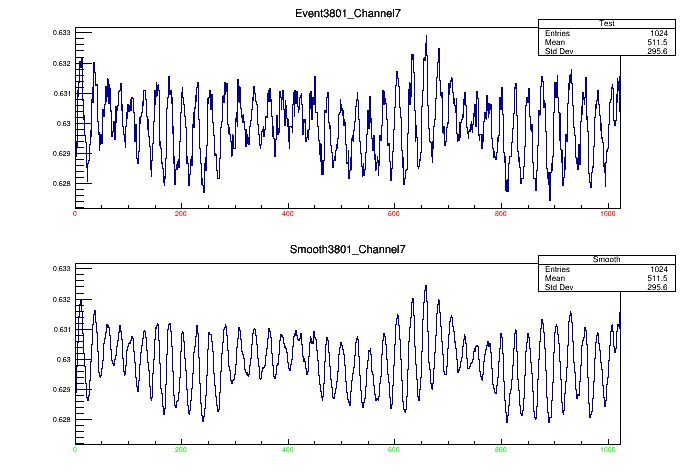 Event3801_Channel7
Test
Entries 1024
Mean 511.5
Std Dev 295.6
0.633
0.632
0.631
0.63
0.629
0.628
0 200 400 600 800 1000
Smooth3801_Channel7
Smooth
Entries 1024
Mean 511.5
Std Dev 295.6
0.633
0.632
0.631
0.63
0.629
0.628
0 200 400 600 800 1000